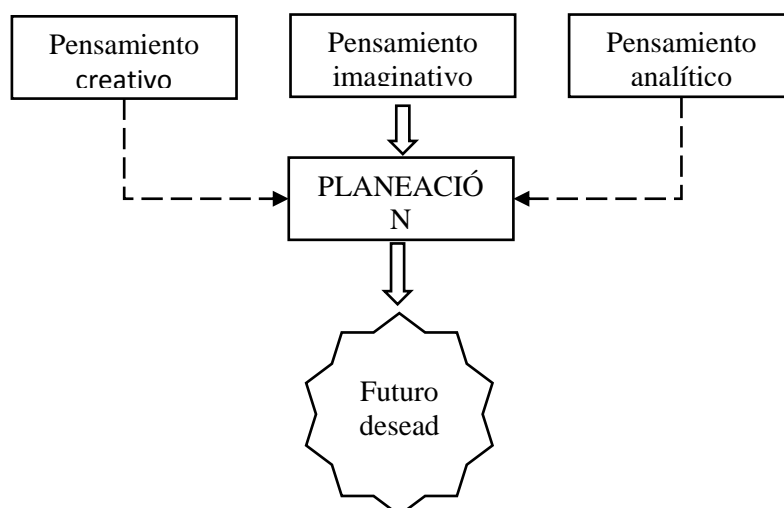 Pensamiento
creativo
Pensamiento
imaginativo
Pensamiento
analítico
PLANEACIÓ
N
Futuro
desead